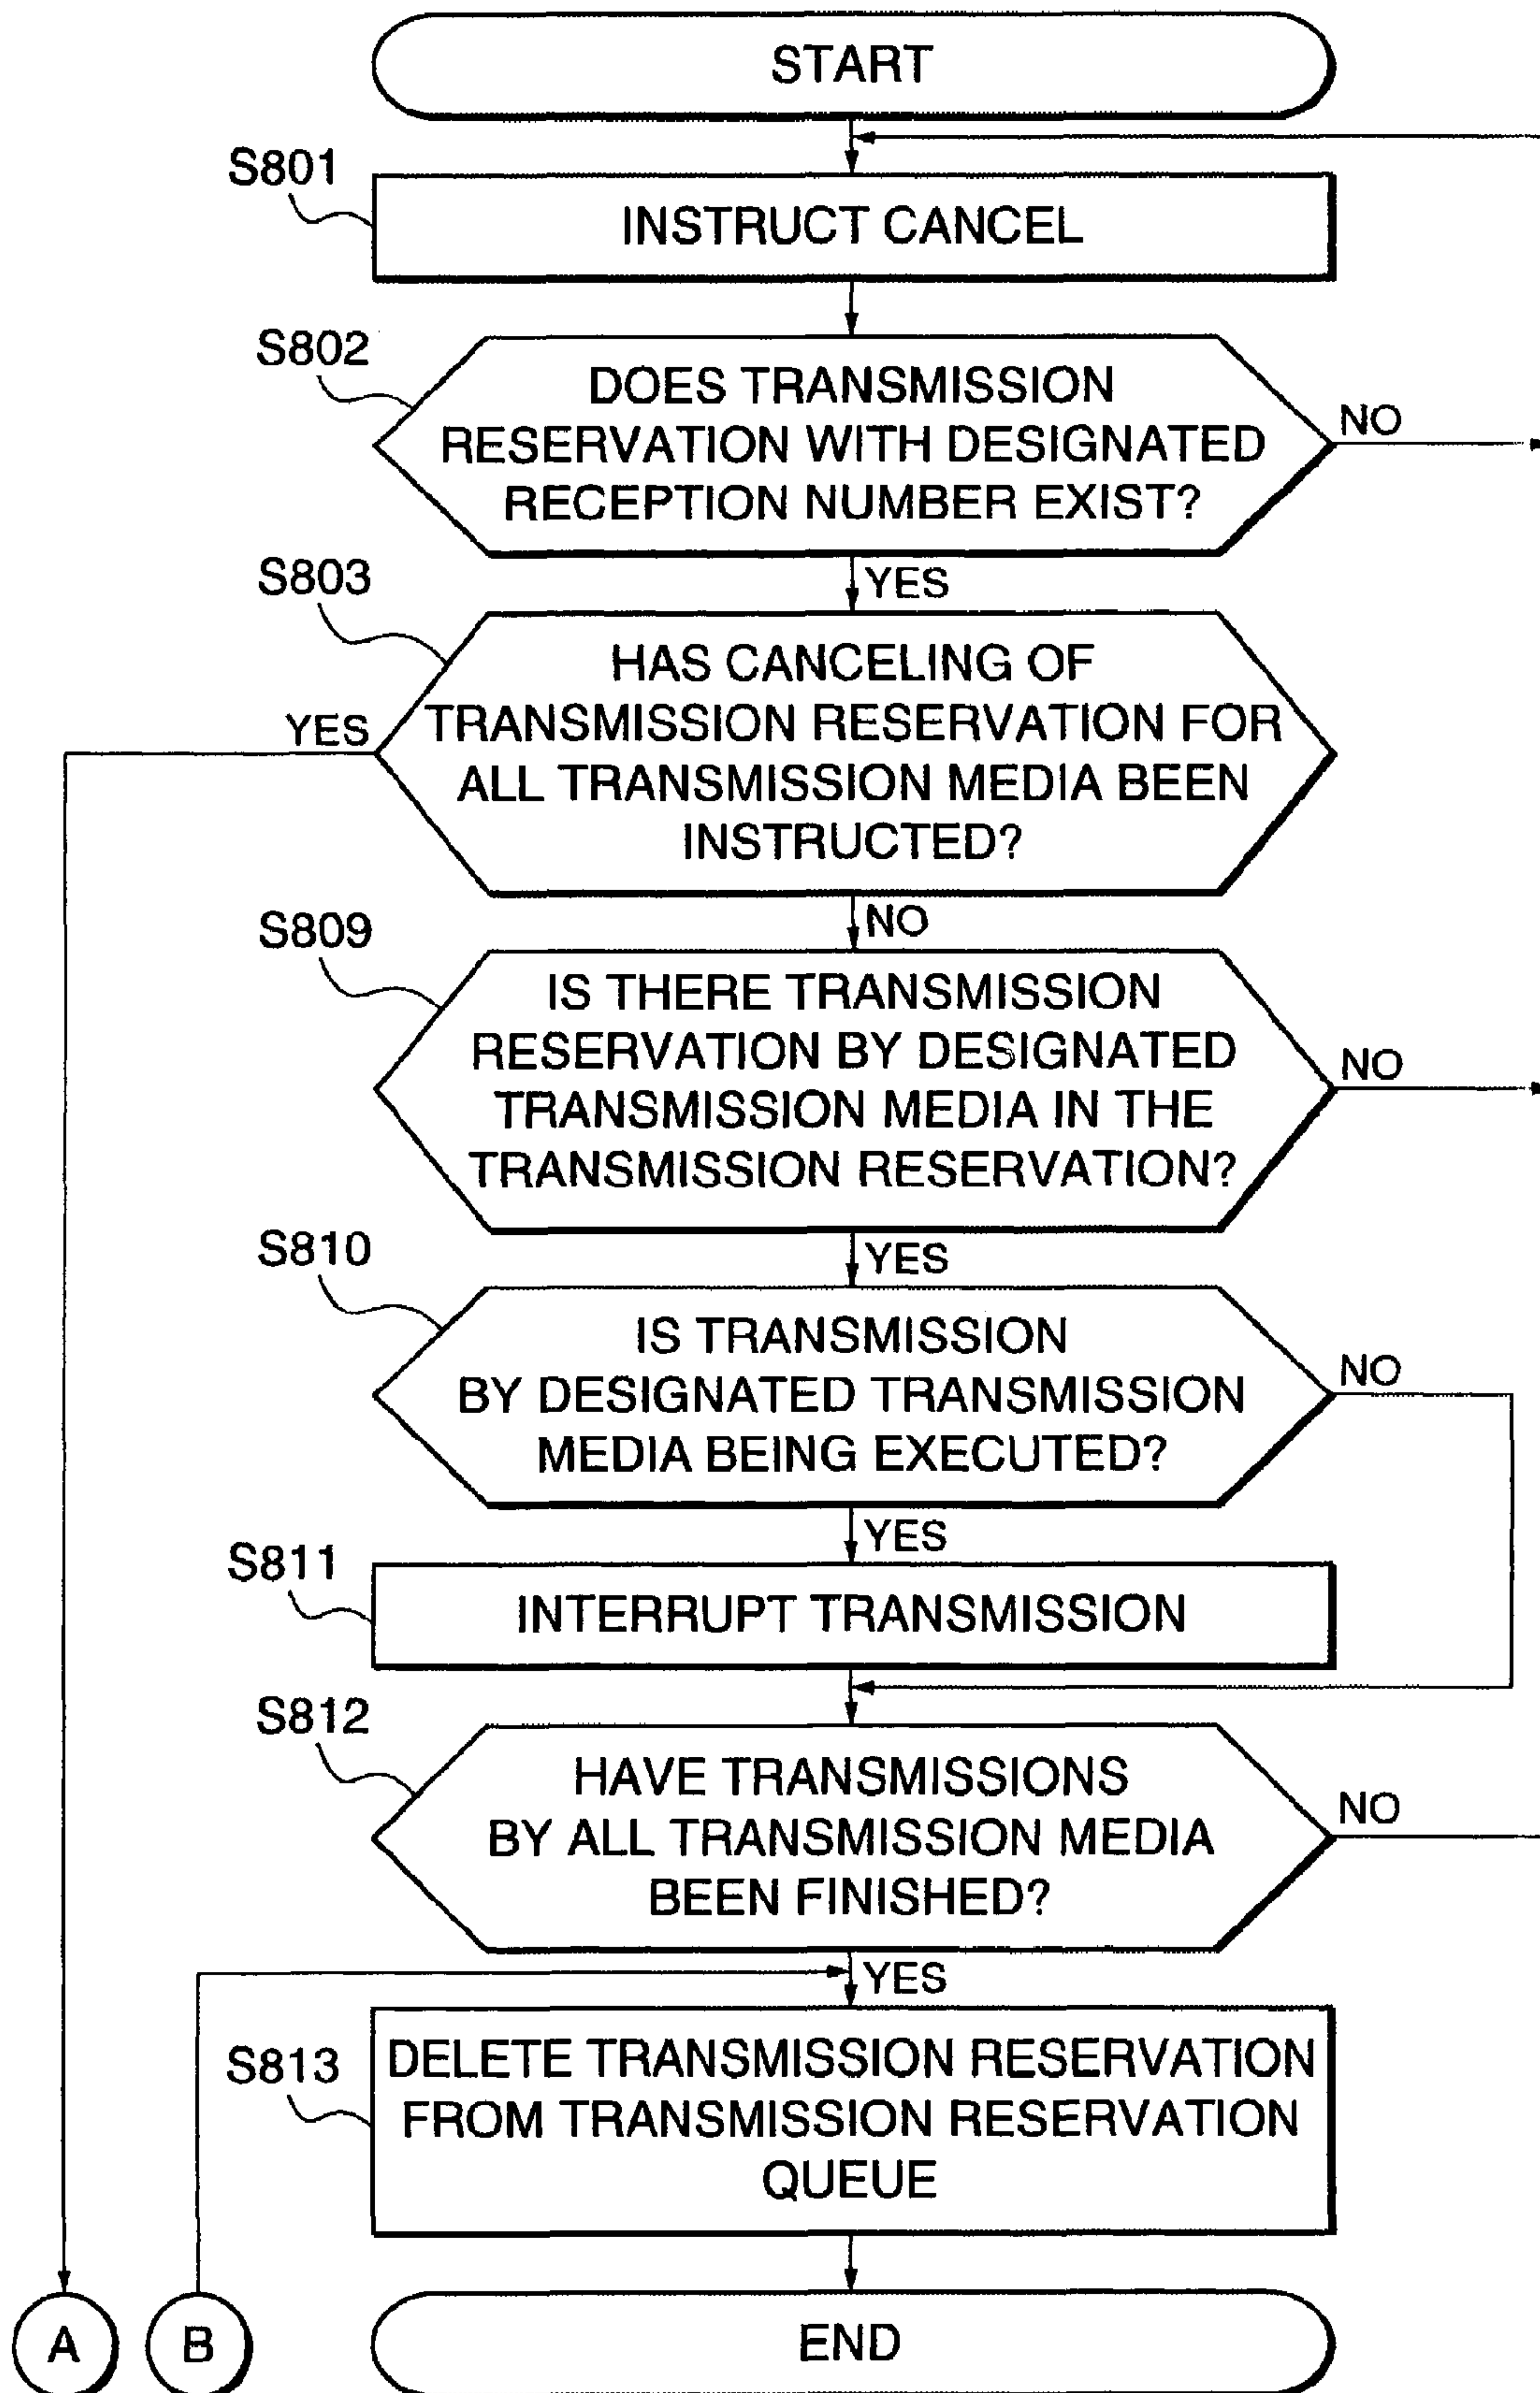 START
S801
INSTRUCT CANCEL
S802
DOES TRANSMISSION
RESERVATION WITH DESIGNATED
RECEPTION NUMBER EXIST?
NO
YES
S803
HAS CANCELING OF
TRANSMISSION RESERVATION FOR
ALL TRANSMISSION MEDIA BEEN
INSTRUCTED?
YES
NO
S809
IS THERE TRANSMISSION
RESERVATION BY DESIGNATED
TRANSMISSION MEDIA IN THE
TRANSMISSION RESERVATION?
NO
YES
S810
IS TRANSMISSION
BY DESIGNATED TRANSMISSION
MEDIA BEING EXECUTED?
NO
YES
S811
INTERRUPT TRANSMISSION
S812
HAVE TRANSMISSIONS
BY ALL TRANSMISSION MEDIA
BEEN FINISHED?
NO
YES
S813
DELETE TRANSMISSION RESERVATION
FROM TRANSMISSION RESERVATION
QUEUE
A
B
END